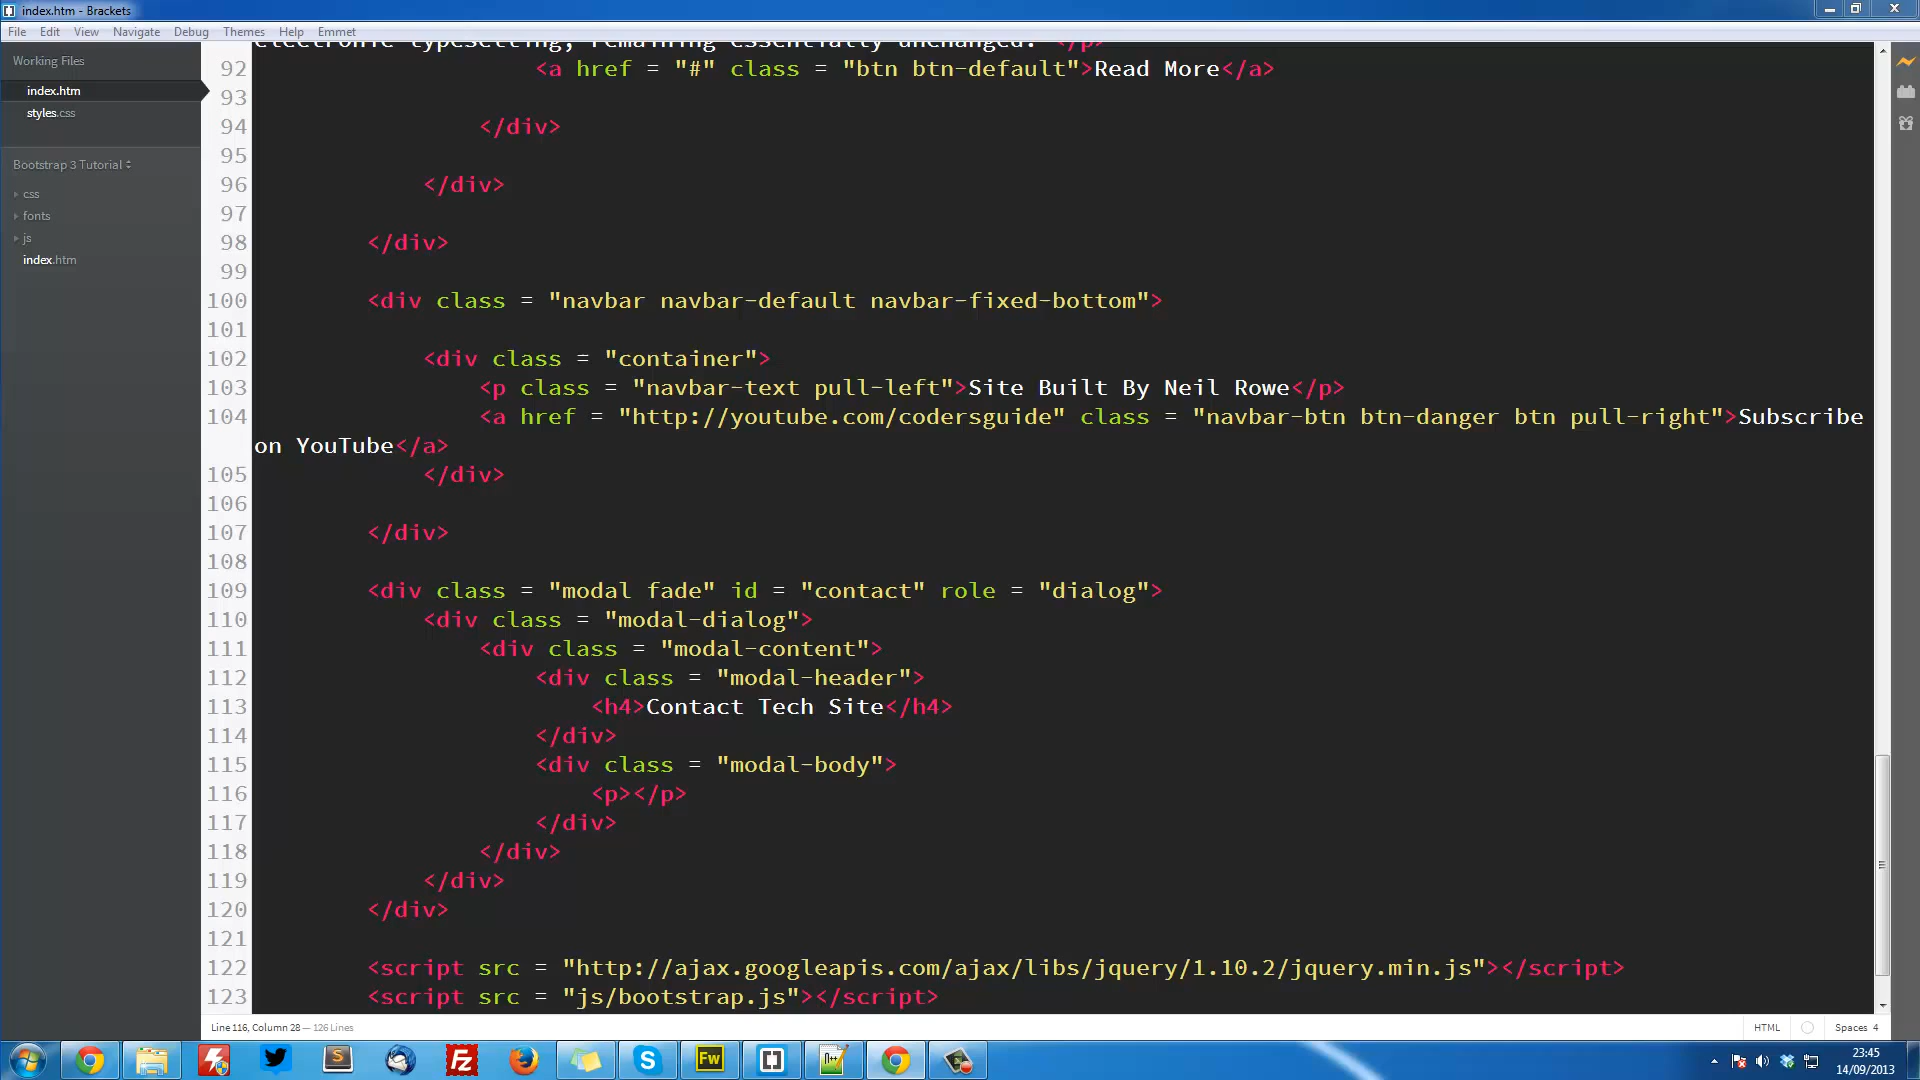 index.htm - Brackets
File Edit View Navigate Debug Themes Help Emmet
Working Files
index.htm
styles.css
Bootstrap 3 Tutorial
css
fonts
js
index.htm
electronic typesetting, remaining essentially unchanged. </p>
92 <a href = "#" class = "btn btn-default">Read More</a>
93
94 </div>
95
96 </div>
97
98 </div>
99
100 <div class = "navbar navbar-default navbar-fixed-bottom">
101
102 <div class = "container">
103 <p class = "navbar-text pull-left">Site Built By Neil Rowe</p>
104 <a href = "http://youtube.com/codersguide" class = "navbar-btn btn-danger btn pull-right">Subscribe
on YouTube</a>
105 </div>
106
107 </div>
108
109 <div class = "modal fade" id = "contact" role = "dialog">
110 <div class = "modal-dialog">
111 <div class = "modal-content">
112 <div class = "modal-header">
113 <h4>Contact Tech Site</h4>
114 </div>
115 <div class = "modal-body">
116 <p></p>
117 </div>
118 </div>
119 </div>
120 </div>
121
122 <script src = "http://ajax.googleapis.com/ajax/libs/jquery/1.10.2/jquery.min.js"></script>
123 <script src = "js/bootstrap.js"></script>
Line 116, Column 28 — 126 Lines
HTML
Spaces 4
S
Fz
S
Fw
23:45
14/09/2013